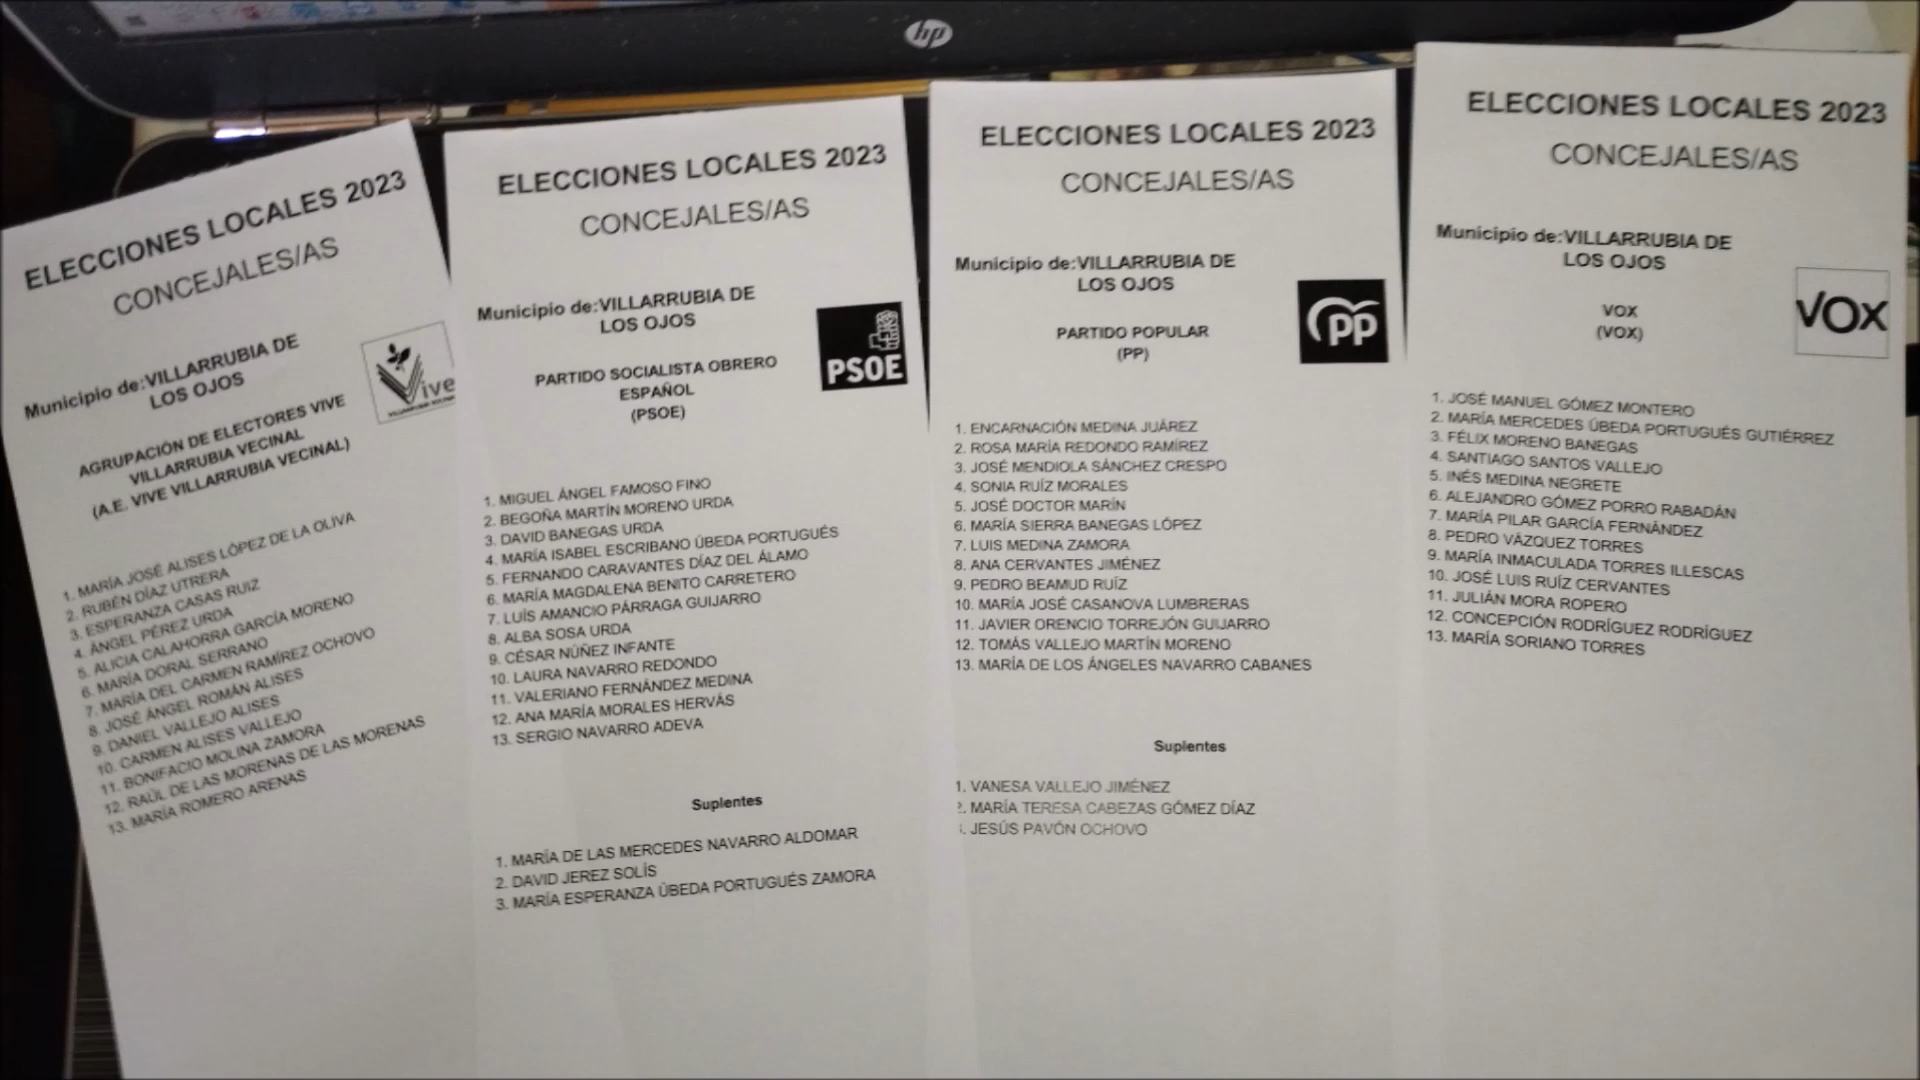 hp
ELECCIONES LOCALES 2023
CONCEJALES/AS
Municipio de:VILLARRUBIA DE
LOS OJOS
AGRUPACIÓN DE ELECTORES VIVE
VILLARRUBIA VECINAL
(A.E. VIVE VILLARRUBIA VECINAL)
Vive
1. MARÍA JOSÉ ALISES LÓPEZ DE LA OLIVA
2. RUBÉN DÍAZ UTRERA
3. ESPERANZA CASAS RUIZ
4. ÁNGEL PÉREZ URDA
5. ALICIA CALAHORRA GARCÍA MORENO
6. MARÍA DORAL SERRANO
7. MARÍA DEL CARMEN RAMÍREZ OCHOVO
8. JOSÉ ÁNGEL ROMÁN ALISES
9. DANIEL VALLEJO ALISES
10. CARMEN ALISES VALLEJO
11. BONIFACIO MOLINA ZAMORA
12. RAÚL DE LAS MORENAS DE LAS MORENAS
13. MARÍA ROMERO ARENAS
ELECCIONES LOCALES 2023
CONCEJALES/AS
Municipio de:VILLARRUBIA DE
LOS OJOS
PARTIDO SOCIALISTA OBRERO
ESPAÑOL
(PSOE)
PSOE
1. MIGUEL ÁNGEL FAMOSO FINO
2. BEGOÑA MARTÍN MORENO URDA
3. DAVID BANEGAS URDA
4. MARÍA ISABEL ESCRIBANO ÚBEDA PORTUGUÉS
5. FERNANDO CARAVANTES DÍAZ DEL ÁLAMO
6. MARÍA MAGDALENA BENITO CARRETERO
7. LUÍS AMANCIO PÁRRAGA GUIJARRO
8. ALBA SOSA URDA
9. CÉSAR NÚÑEZ INFANTE
10. LAURA NAVARRO REDONDO
11. VALERIANO FERNÁNDEZ MEDINA
12. ANA MARÍA MORALES HERVÁS
13. SERGIO NAVARRO ADEVA
Suplentes
1. MARÍA DE LAS MERCEDES NAVARRO ALDOMAR
2. DAVID JEREZ SOLÍS
3. MARÍA ESPERANZA ÚBEDA PORTUGUÉS ZAMORA
ELECCIONES LOCALES 2023
CONCEJALES/AS
Municipio de:VILLARRUBIA DE
LOS OJOS
PARTIDO POPULAR
(PP)
PP
1. ENCARNACIÓN MEDINA JUÁREZ
2. ROSA MARÍA REDONDO RAMÍREZ
3. JOSÉ MENDIOLA SÁNCHEZ CRESPO
4. SONIA RUÍZ MORALES
5. JOSÉ DOCTOR MARÍN
6. MARÍA SIERRA BANEGAS LÓPEZ
7. LUIS MEDINA ZAMORA
8. ANA CERVANTES JIMÉNEZ
9. PEDRO BEAMUD RUÍZ
10. MARÍA JOSÉ CASANOVA LUMBRERAS
11. JAVIER ORENCIO TORREJÓN GUIJARRO
12. TOMÁS VALLEJO MARTÍN MORENO
13. MARÍA DE LOS ÁNGELES NAVARRO CABANES
Suplentes
1. VANESA VALLEJO JIMÉNEZ
2. MARÍA TERESA CABEZAS GÓMEZ DÍAZ
3. JESÚS PAVÓN OCHOVO
ELECCIONES LOCALES 2023
CONCEJALES/AS
Municipio de:VILLARRUBIA DE
LOS OJOS
VOX
(VOX)
VOX
1. JOSÉ MANUEL GÓMEZ MONTERO
2. MARÍA MERCEDES ÚBEDA PORTUGUÉS GUTIÉRREZ
3. FÉLIX MORENO BANEGAS
4. SANTIAGO SANTOS VALLEJO
5. INÉS MEDINA NEGRETE
6. ALEJANDRO GÓMEZ PORRO RABADÁN
7. MARÍA PILAR GARCÍA FERNÁNDEZ
8. PEDRO VÁZQUEZ TORRES
9. MARÍA INMACULADA TORRES ILLESCAS
10. JOSÉ LUIS RUÍZ CERVANTES
11. JULIÁN MORA ROPERO
12. CONCEPCIÓN RODRÍGUEZ RODRÍGUEZ
13. MARÍA SORIANO TORRES